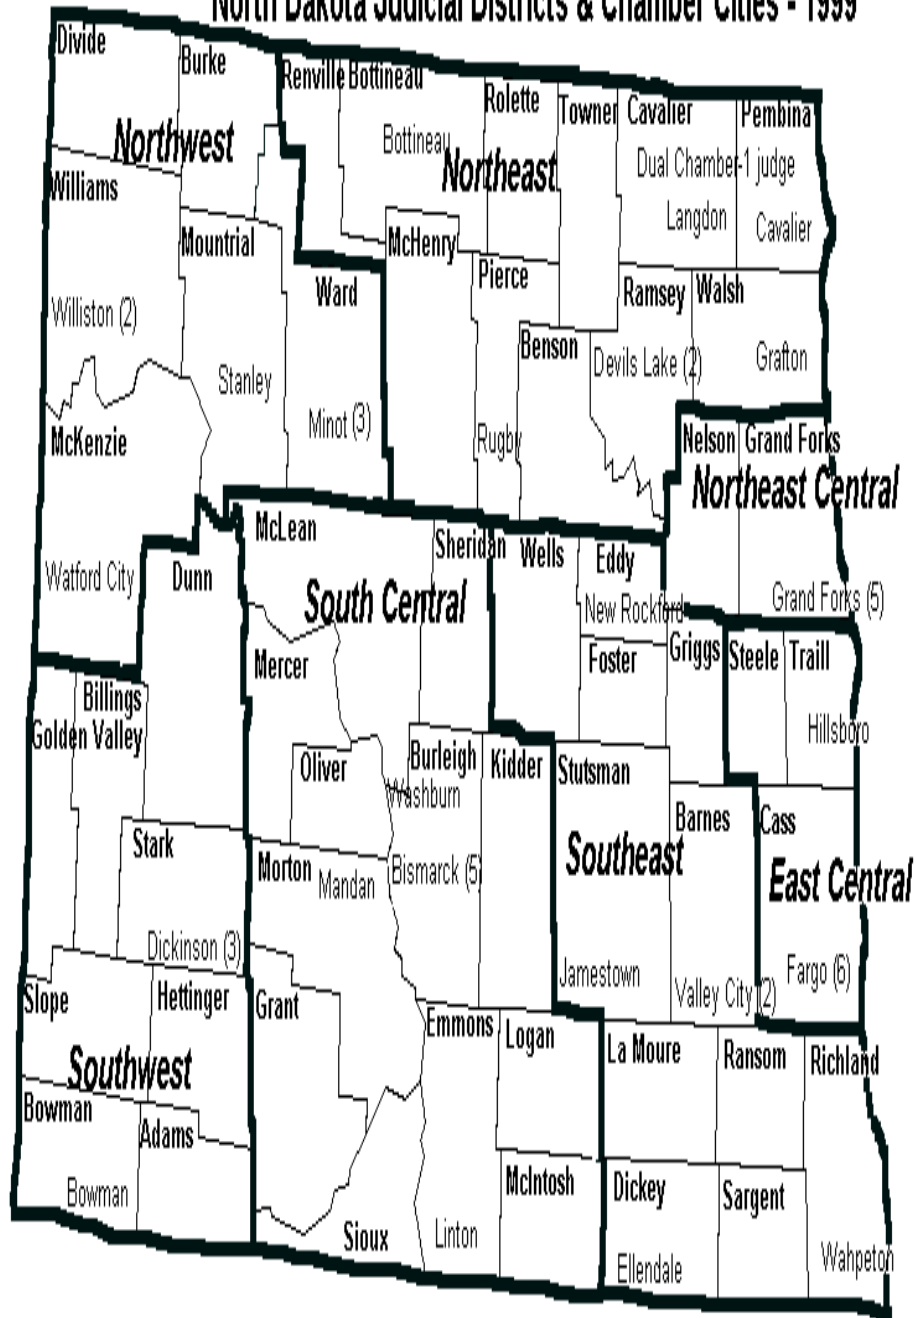 North Dakota Judicial Districts & Chamber Cities - 1999
Divide
Burke
Renville
Bottineau
Rolette
Towner
Cavalier
Pembina
Northwest
Bottineau
Northeast
Dual Chamber-1 judge
Williams
Langdon
Cavalier
Mountrial
McHenry
Pierce
Ward
Ramsey
Walsh
Williston (2)
Benson
Devils Lake (2)
Grafton
Stanley
Minot (3)
Rugby
McKenzie
Nelson
Grand Forks
Northeast Central
McLean
Sheridan
Wells
Eddy
Watford City
Dunn
South Central
New Rockford
Grand Forks (5)
Mercer
Foster
Griggs
Steele
Traill
Billings
Golden Valley
Hillsboro
Oliver
Burleigh
Kidder
Stutsman
Washburn
Barnes
Cass
Stark
Southeast
Morton
Mandan
Bismarck (5)
East Central
Dickinson (3)
Jamestown
Valley City (2)
Fargo (6)
Slope
Hettinger
Grant
Emmons
Logan
La Moure
Ransom
Richland
Southwest
Bowman
Adams
Bowman
McIntosh
Dickey
Sargent
Sioux
Linton
Ellendale
Wahpeton